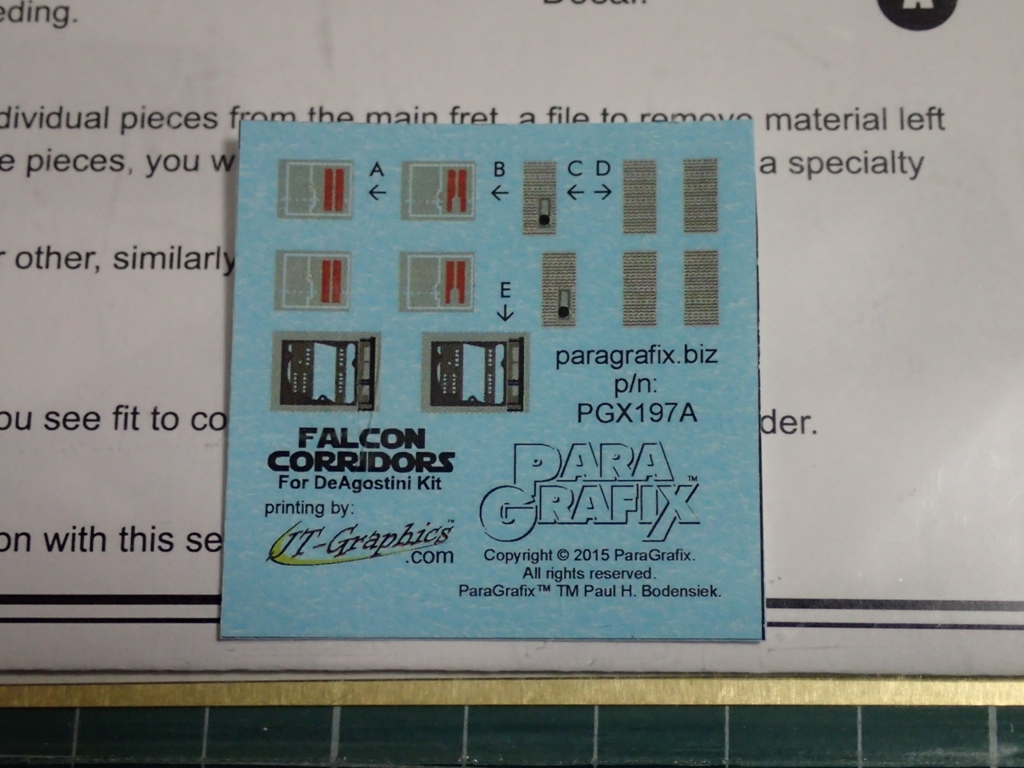 eding.
A
dividual pieces from the main fret, a file to remove material left
e pieces, you w
a specialty
r other, similarly
ou see fit to co
der.
on with this se
A ← B ← C D ← →
E ↓
paragrafix.biz
p/n:
PGX197A
FALCON
CORRIDORS
For DeAgostini Kit
printing by:
JT-Graphics™
.com
PARA
GRAFIX™
Copyright © 2015 ParaGrafix.
All rights reserved.
ParaGrafix™ TM Paul H. Bodensiek.